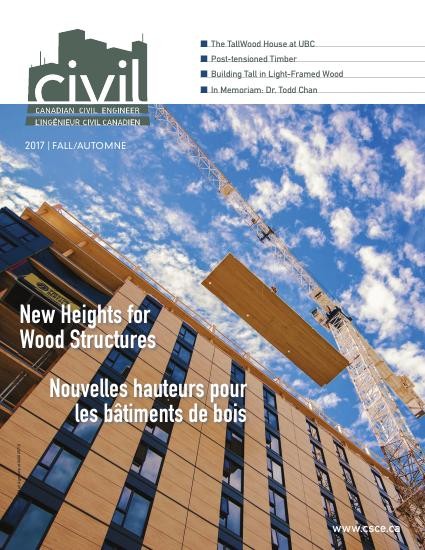 civil
CANADIAN CIVIL ENGINEER
L'INGÉNIEUR CIVIL CANADIEN
2017 | FALL/AUTOMNE
The TallWood House at UBC
Post-tensioned Timber
Building Tall in Light-Framed Wood
In Memoriam: Dr. Todd Chan
New Heights for
Wood Structures
Nouvelles hauteurs pour
les bâtiments de bois
www.csce.ca